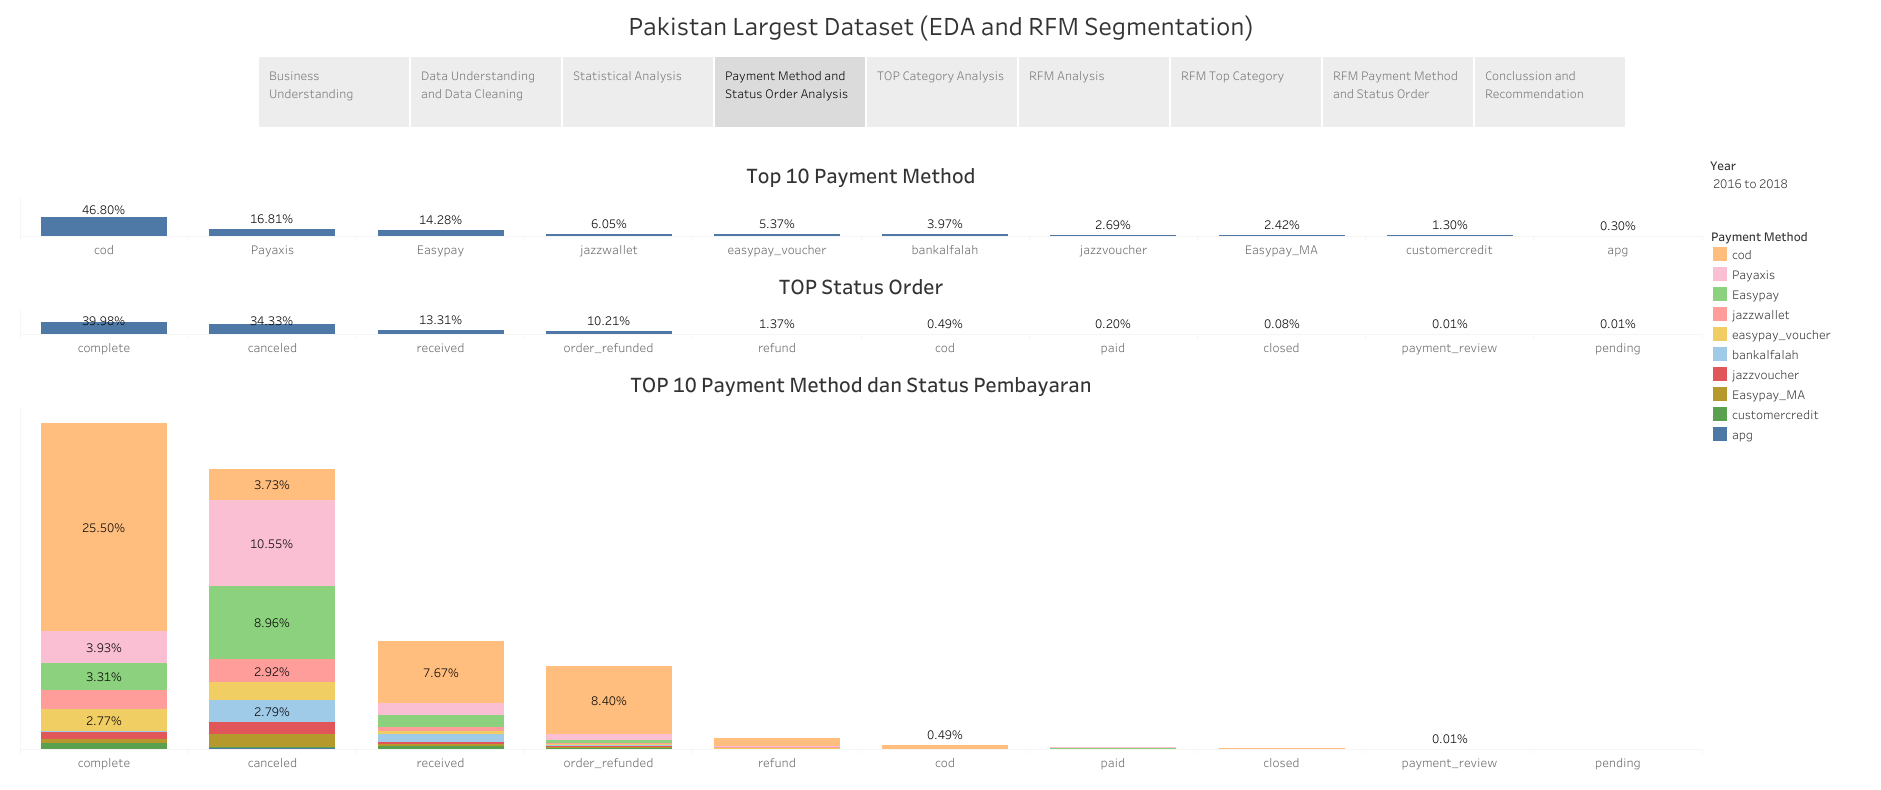 Pakistan Largest Dataset (EDA and RFM Segmentation)
Business
Understanding
Data Understanding
and Data Cleaning
Statistical Analysis
Payment Method and
Status Order Analysis
TOP Category Analysis
RFM Analysis
RFM Top Category
RFM Payment Method
and Status Order
Conclussion and
Recommendation
Top 10 Payment Method
46.80% 16.81% 14.28% 6.05% 5.37% 3.97% 2.69% 2.42% 1.30% 0.30%
cod Payaxis Easypay jazzwallet easypay_voucher bankalfalah jazzvoucher Easypay_MA customercredit apg
TOP Status Order
39.98% 34.33% 13.31% 10.21% 1.37% 0.49% 0.20% 0.08% 0.01% 0.01%
complete canceled received order_refunded refund cod paid closed payment_review pending
TOP 10 Payment Method dan Status Pembayaran
25.50%
3.93%
3.31%
2.77%
3.73%
10.55%
8.96%
2.92%
2.79%
7.67%
8.40%
0.49%
0.01%
complete canceled received order_refunded refund cod paid closed payment_review pending
Year
2016 to 2018
Payment Method
cod
Payaxis
Easypay
jazzwallet
easypay_voucher
bankalfalah
jazzvoucher
Easypay_MA
customercredit
apg